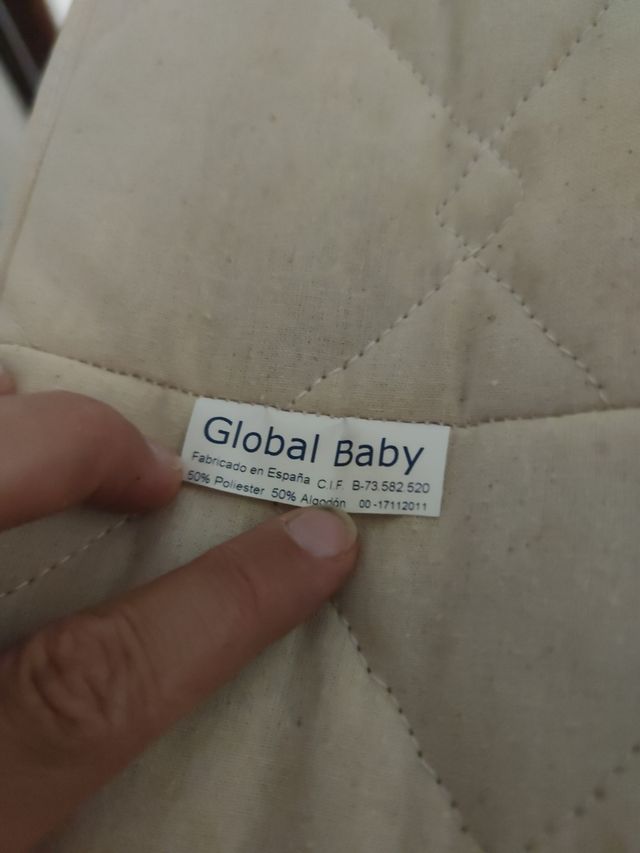 Global Baby
Fabricado en España C.I.F. B-73.582.520
50% Poliester 50% Algodón 00-17112011